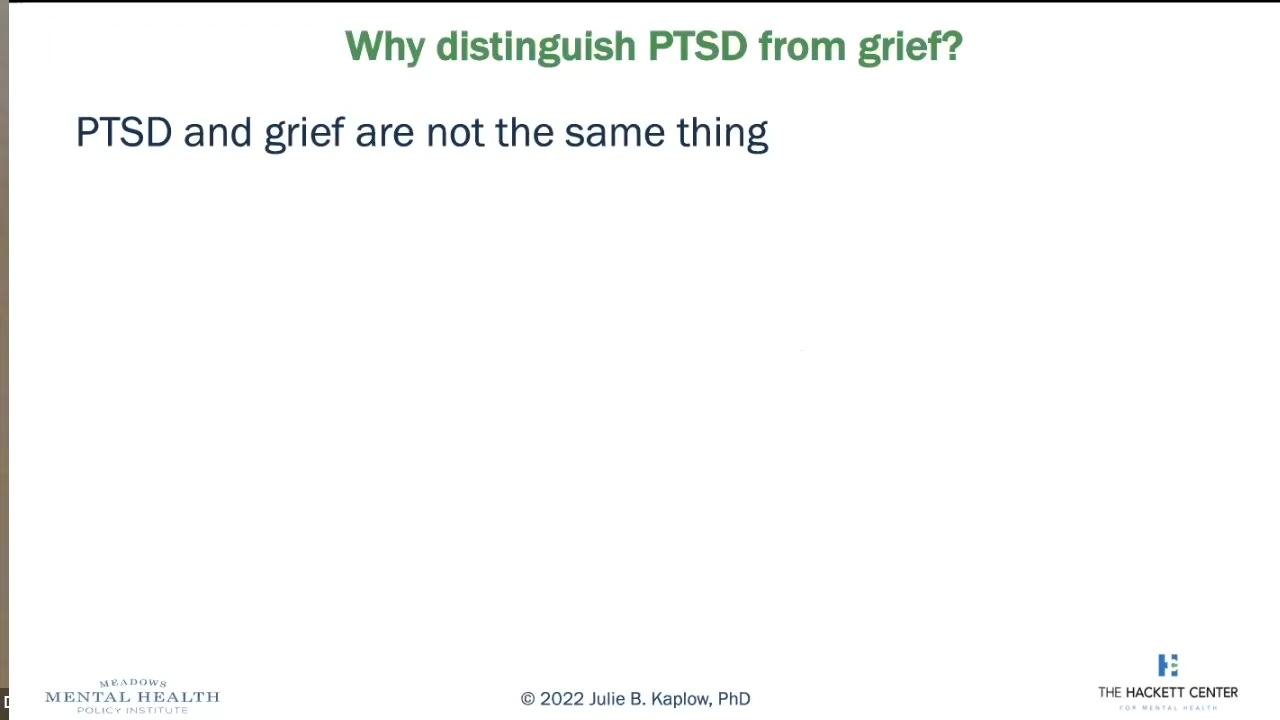 Why distinguish PTSD from grief?
PTSD and grief are not the same thing
MEADOWS
MENTAL HEALTH
POLICY INSTITUTE
© 2022 Julie B. Kaplow, PhD
THE HACKETT CENTER
FOR MENTAL HEALTH